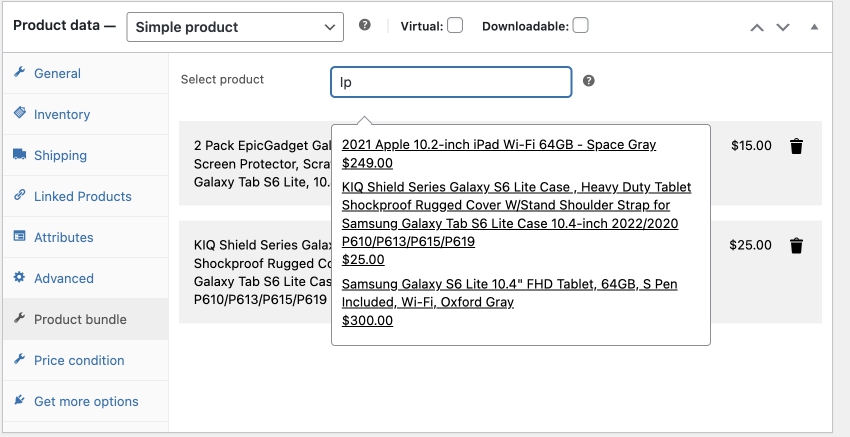 Product data —
Simple product
Virtual:
Downloadable:
General
Inventory
Shipping
Linked Products
Attributes
Advanced
Product bundle
Price condition
Get more options
Select product
Ip
2 Pack EpicGadget Gal
Screen Protector, Scra
Galaxy Tab S6 Lite, 10.
$15.00
KIQ Shield Series Galax
Shockproof Rugged Co
Galaxy Tab S6 Lite Cas
P610/P613/P615/P619
$25.00
2021 Apple 10.2-inch iPad Wi-Fi 64GB - Space Gray
$249.00
KIQ Shield Series Galaxy S6 Lite Case , Heavy Duty Tablet
Shockproof Rugged Cover W/Stand Shoulder Strap for
Samsung Galaxy Tab S6 Lite Case 10.4-inch 2022/2020
P610/P613/P615/P619
$25.00
Samsung Galaxy S6 Lite 10.4" FHD Tablet, 64GB, S Pen
Included, Wi-Fi, Oxford Gray
$300.00